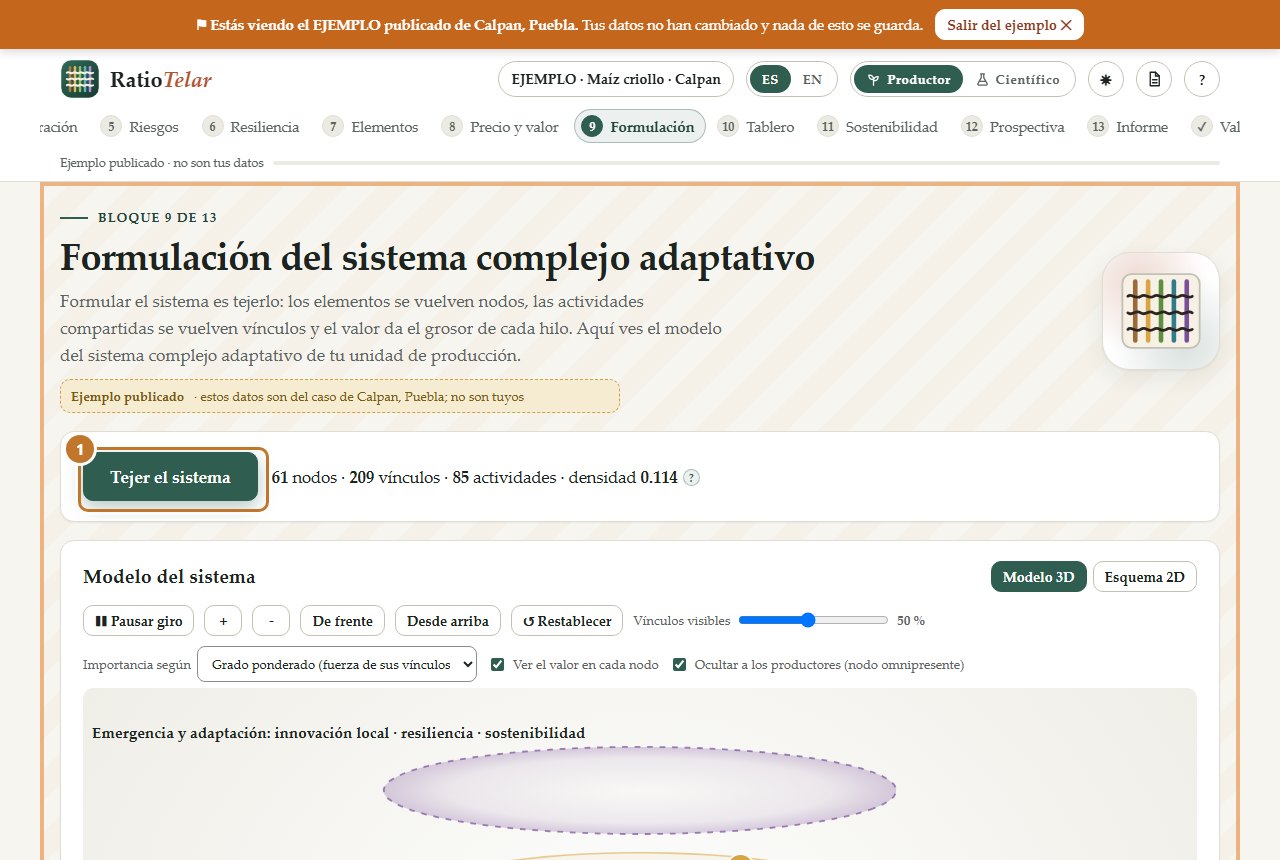 ⚑ Estás viendo el EJEMPLO publicado de Calpan, Puebla. Tus datos no han cambiado y nada de esto se guarda. Salir del ejemplo ✕
RatioTelar
EJEMPLO · Maíz criollo · Calpan
ES EN
Productor Científico
?
ración 5 Riesgos 6 Resiliencia 7 Elementos 8 Precio y valor 9 Formulación 10 Tablero 11 Sostenibilidad 12 Prospectiva 13 Informe ✓ Val
Ejemplo publicado · no son tus datos
BLOQUE 9 DE 13
Formulación del sistema complejo adaptativo
Formular el sistema es tejerlo: los elementos se vuelven nodos, las actividades
compartidas se vuelven vínculos y el valor da el grosor de cada hilo. Aquí ves el modelo
del sistema complejo adaptativo de tu unidad de producción.
Ejemplo publicado · estos datos son del caso de Calpan, Puebla; no son tuyos
1
Tejer el sistema 61 nodos · 209 vínculos · 85 actividades · densidad 0.114 ?
Modelo del sistema Modelo 3D Esquema 2D
Pausar giro + - De frente Desde arriba ↺ Restablecer Vínculos visibles 50 %
Importancia según Grado ponderado (fuerza de sus vínculos Ver el valor en cada nodo Ocultar a los productores (nodo omnipresente)
Emergencia y adaptación: innovación local · resiliencia · sostenibilidad